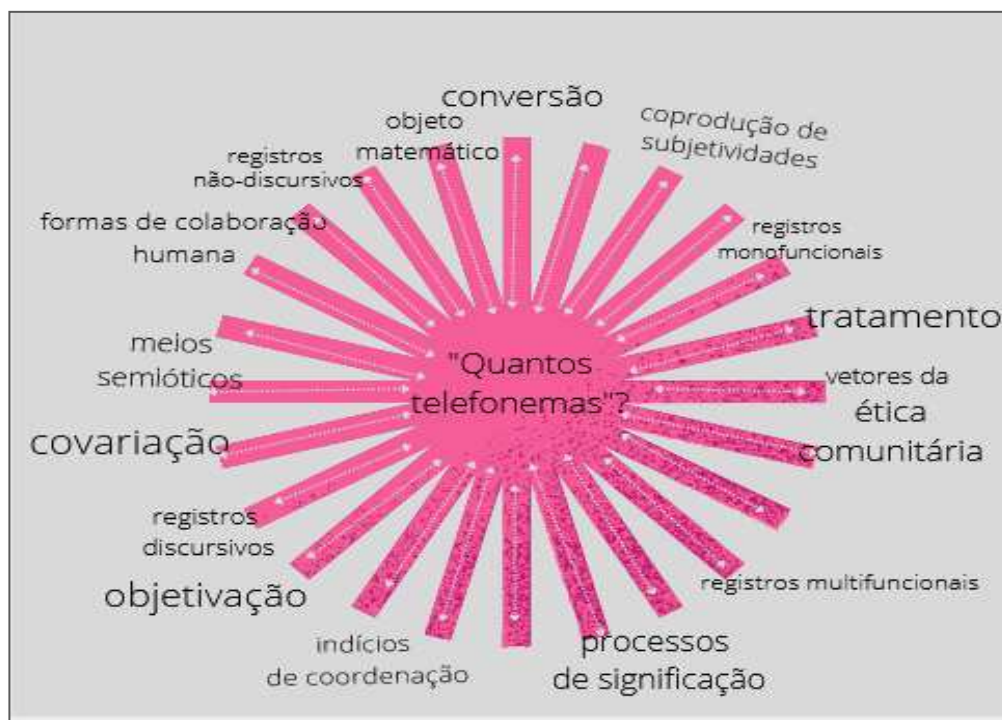 conversão
objeto
matemático
coprodução de
subjetividades
registros
não-discursivos
formas de colaboração
humana
registros
monofuncionais
tratamento
meios
semióticos
"Quantos
telefonemas"?
vetores da
ética
comunitária
covariação
registros
discursivos
objetivação
registros multifuncionais
indícios
de coordenação
processos
de significação